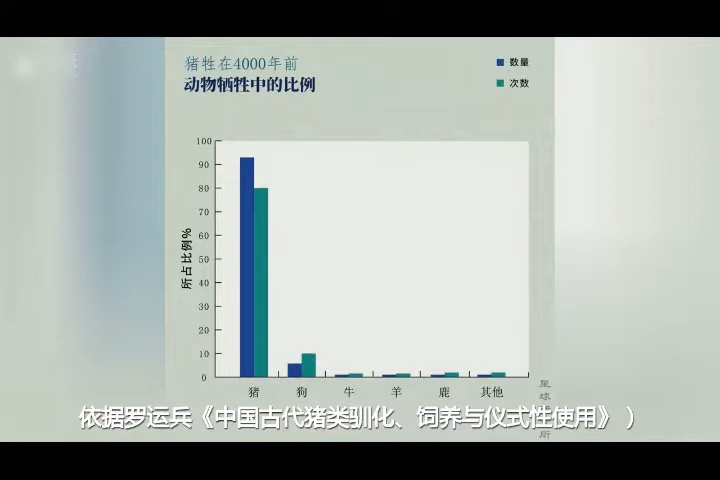 猪牲在4000年前
动物牺牲中的比例
数量
次数
所占比例%
100
90
80
70
60
50
40
30
20
10
0
猪 狗 牛 羊 鹿 其他
星球
所
依据罗运兵《中国古代猪类驯化、饲养与仪式性使用》）